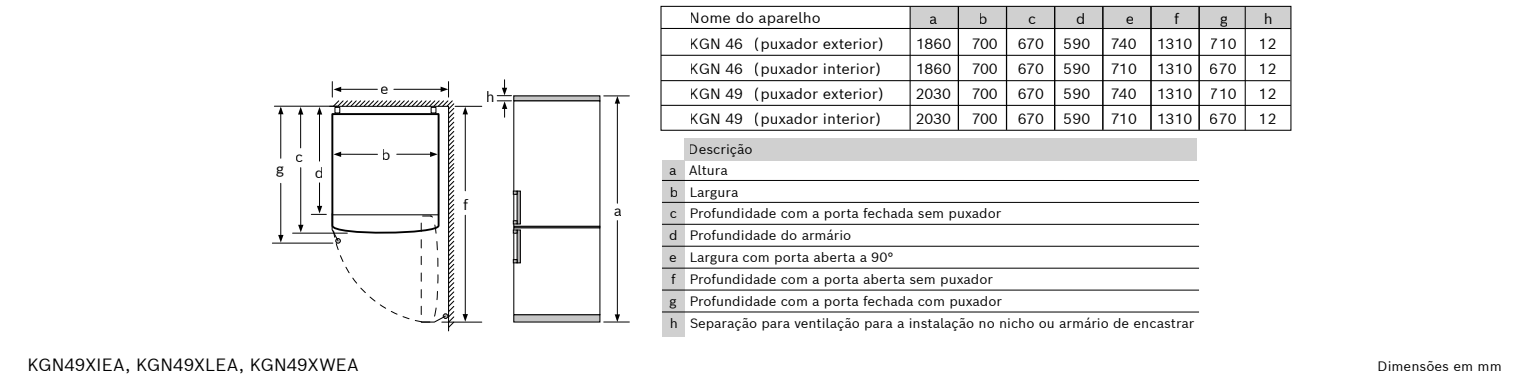 Nome do aparelho a b c d e f g h
KGN 46 (puxador exterior) 1860 700 670 590 740 1310 710 12
KGN 46 (puxador interior) 1860 700 670 590 710 1310 670 12
KGN 49 (puxador exterior) 2030 700 670 590 740 1310 710 12
KGN 49 (puxador interior) 2030 700 670 590 710 1310 670 12
e
h
b
c
g
d
f
a
Descrição
a Altura
b Largura
c Profundidade com a porta fechada sem puxador
d Profundidade do armário
e Largura com porta aberta a 90°
f Profundidade com a porta aberta sem puxador
g Profundidade com a porta fechada com puxador
h Separação para ventilação para a instalação no nicho ou armário de encastrar
KGN49XIEA, KGN49XLEA, KGN49XWEA
Dimensões em mm